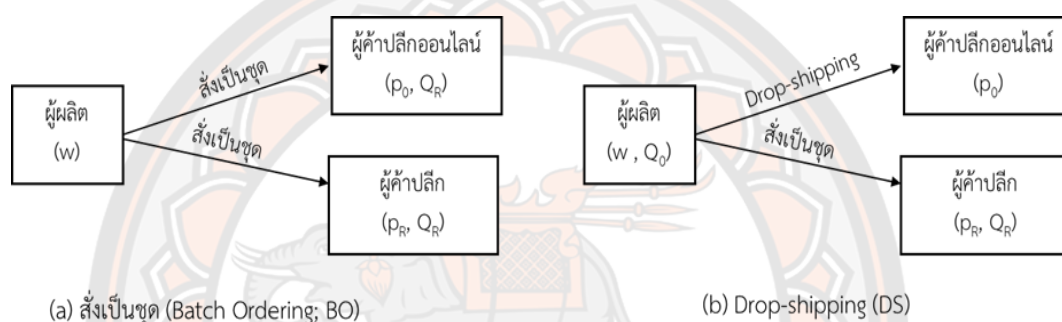 ผู้ผลิต
(w)
สั่งเป็นชุด
สั่งเป็นชุด
ผู้ค้าปลีกออนไลน์
(p₀, Q_R)
ผู้ค้าปลีก
(p_R, Q_R)
(a) สั่งเป็นชุด (Batch Ordering; BO)
ผู้ผลิต
(w , Q₀)
Drop-shipping
สั่งเป็นชุด
ผู้ค้าปลีกออนไลน์
(p₀)
ผู้ค้าปลีก
(p_R, Q_R)
(b) Drop-shipping (DS)